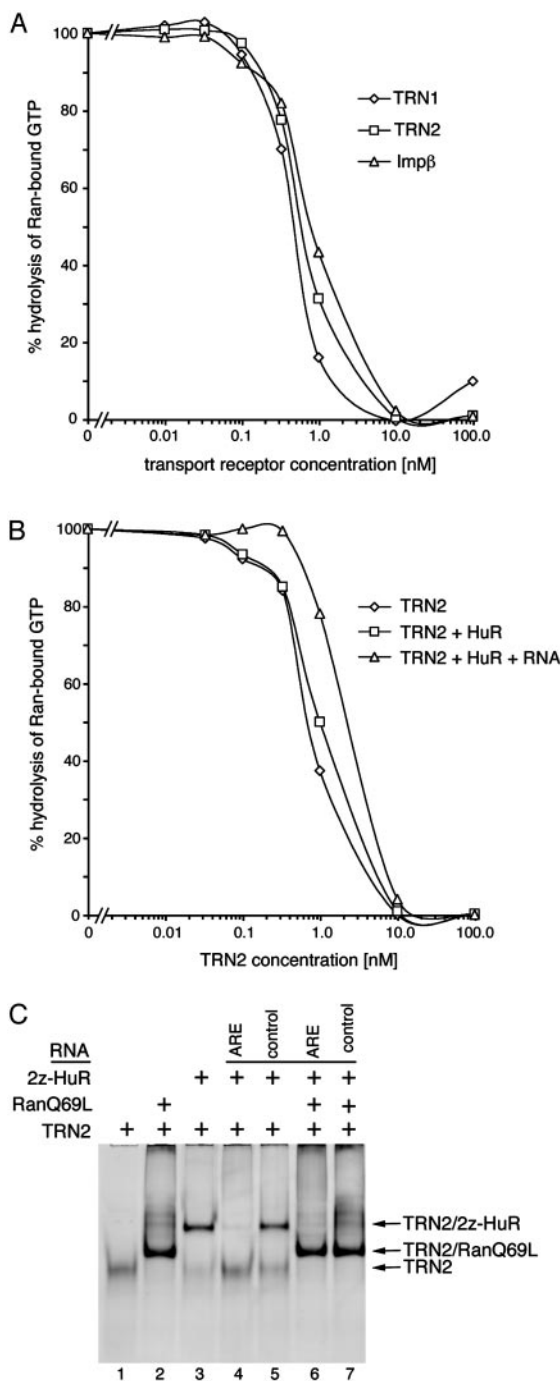 A
% hydrolysis of Ran-bound GTP
100
80
60
40
20
0
0
0.01
0.1
1.0
10.0
100.0
transport receptor concentration [nM]
TRN1
TRN2
Impβ
B
% hydrolysis of Ran-bound GTP
100
80
60
40
20
0
0
0.01
0.1
1.0
10.0
100.0
TRN2 concentration [nM]
TRN2
TRN2 + HuR
TRN2 + HuR + RNA
C
RNA ARE control ARE control
2z-HuR + + + + +
RanQ69L + + +
TRN2 + + + + + + +
TRN2/2z-HuR
TRN2/RanQ69L
TRN2
1 2 3 4 5 6 7